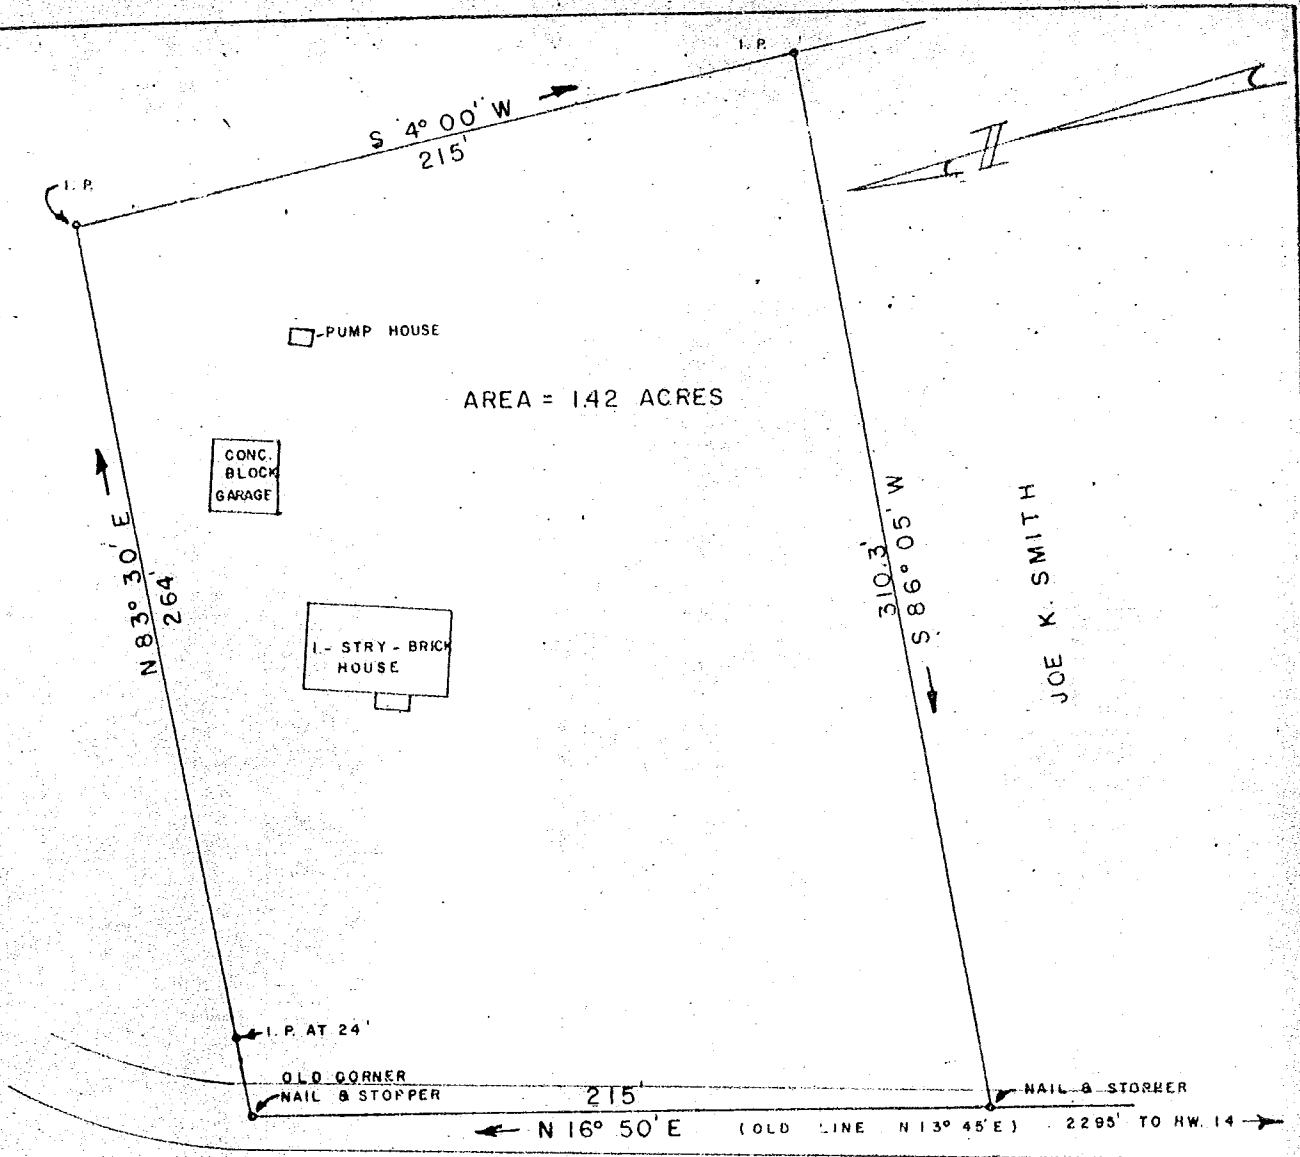 I. P.
S 4° 00' W
215'
I. P.
PUMP HOUSE
AREA = 1.42 ACRES
CONC.
BLOCK
GARAGE
N 83° 30' E
264'
1 - STRY - BRICK
HOUSE
310.3'
S 86° 05' W
JOE K. SMITH
I. P. AT 24'
OLD CORNER
NAIL & STOPPER
215'
NAIL & STOPPER
N 16° 50' E (OLD LINE N 13° 45' E) 2295' TO HW. 14